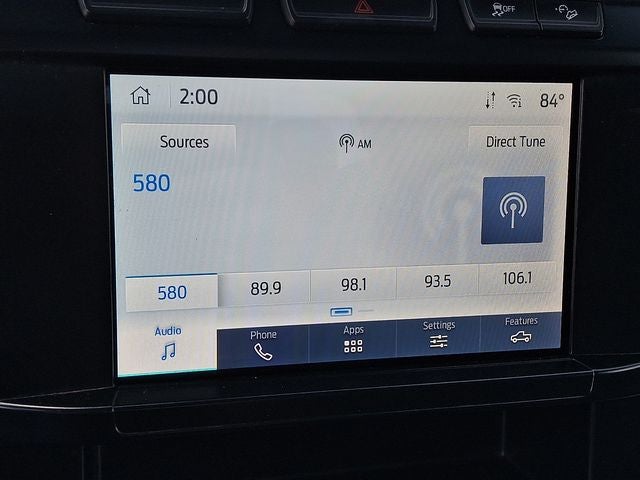 OFF
2:00
84°
Sources
AM
Direct Tune
580
580
89.9
98.1
93.5
106.1
Audio
Phone
Apps
Settings
Features